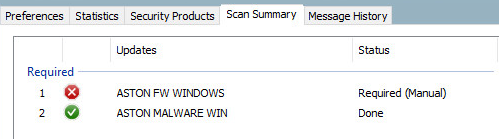 Preferences Statistics Security Products Scan Summary Message History
Updates Status
Required
1 ASTON FW WINDOWS Required (Manual)
2 ASTON MALWARE WIN Done